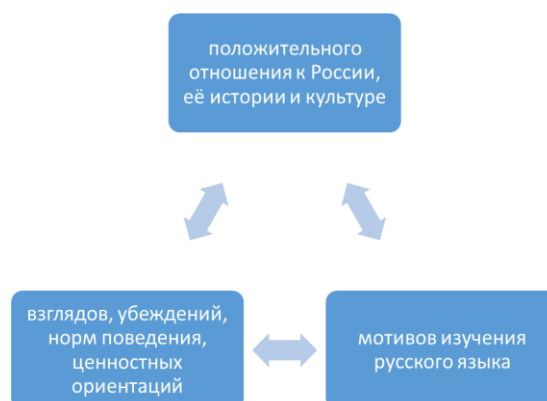 положительного
отношения к России,
её истории и культуре
взглядов, убеждений,
норм поведения,
ценностных
ориентаций
мотивов изучения
русского языка